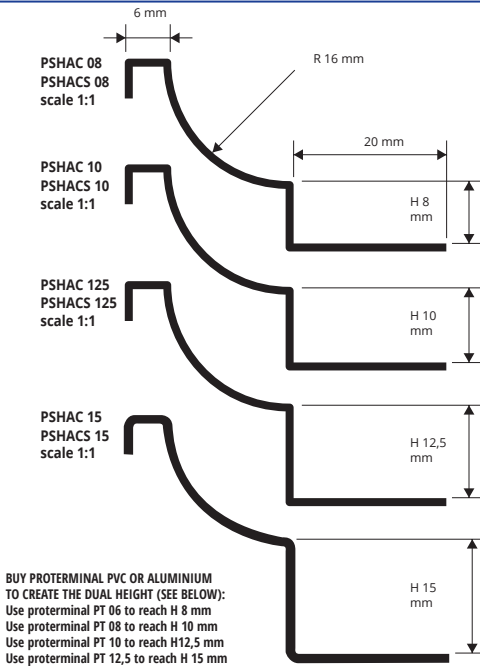 6 mm
PSHAC 08
PSHACS 08
scale 1:1
R 16 mm
20 mm
H 8
mm
PSHAC 10
PSHACS 10
scale 1:1
H 10
mm
PSHAC 125
PSHACS 125
scale 1:1
H 12,5
mm
PSHAC 15
PSHACS 15
scale 1:1
H 15
mm
BUY PROTERMINAL PVC OR ALUMINIUM
TO CREATE THE DUAL HEIGHT (SEE BELOW):
Use proterminal PT 06 to reach H 8 mm
Use proterminal PT 08 to reach H 10 mm
Use proterminal PT 10 to reach H12,5 mm
Use proterminal PT 12,5 to reach H 15 mm